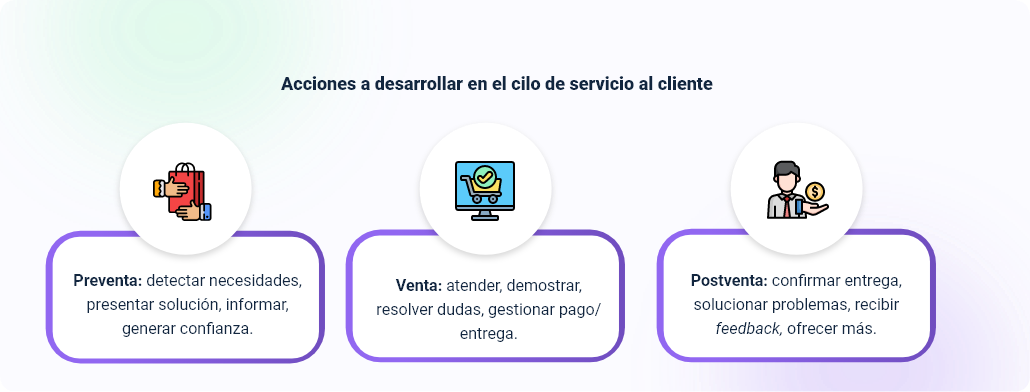 Acciones a desarrollar en el cilo de servicio al cliente
Preventa: detectar necesidades,
presentar solución, informar,
generar confianza.
Venta: atender, demostrar,
resolver dudas, gestionar pago/
entrega.
Postventa: confirmar entrega,
solucionar problemas, recibir
feedback, ofrecer más.